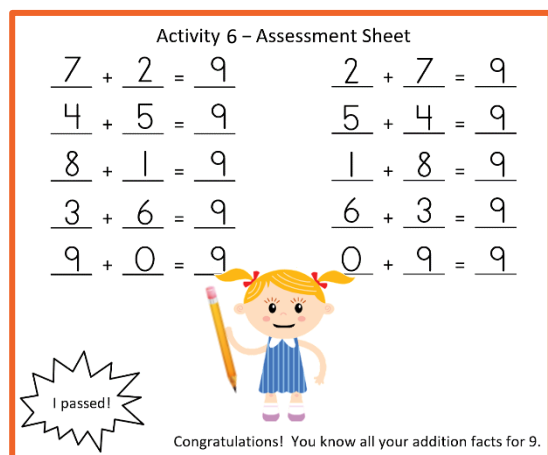 Activity 6 – Assessment Sheet
7 + 2 = 9 2 + 7 = 9
4 + 5 = 9 5 + 4 = 9
8 + 1 = 9 1 + 8 = 9
3 + 6 = 9 6 + 3 = 9
9 + 0 = 9 0 + 9 = 9
I passed!
Congratulations! You know all your addition facts for 9.